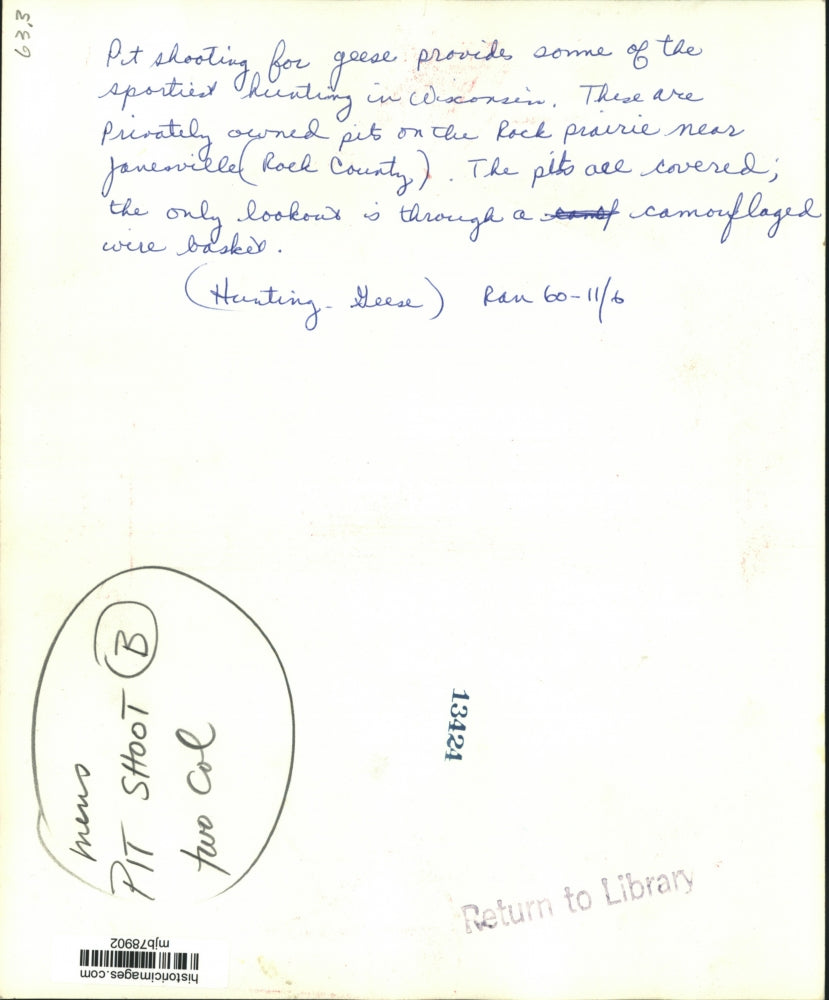 63,3
Pit shooting for geese provides some of the
sportiest hunting in Wisconsin. These are
Privately owned pits on the Rock prairie near
Janesville (Rock County). The pits are covered;
the only lookout is through a camouflaged
wire basket.
(Hunting - Geese) Ran 60-11/6
mens
PIT SHOOT B
two col
13424
Return to Library
historicimages.com
mjb78902